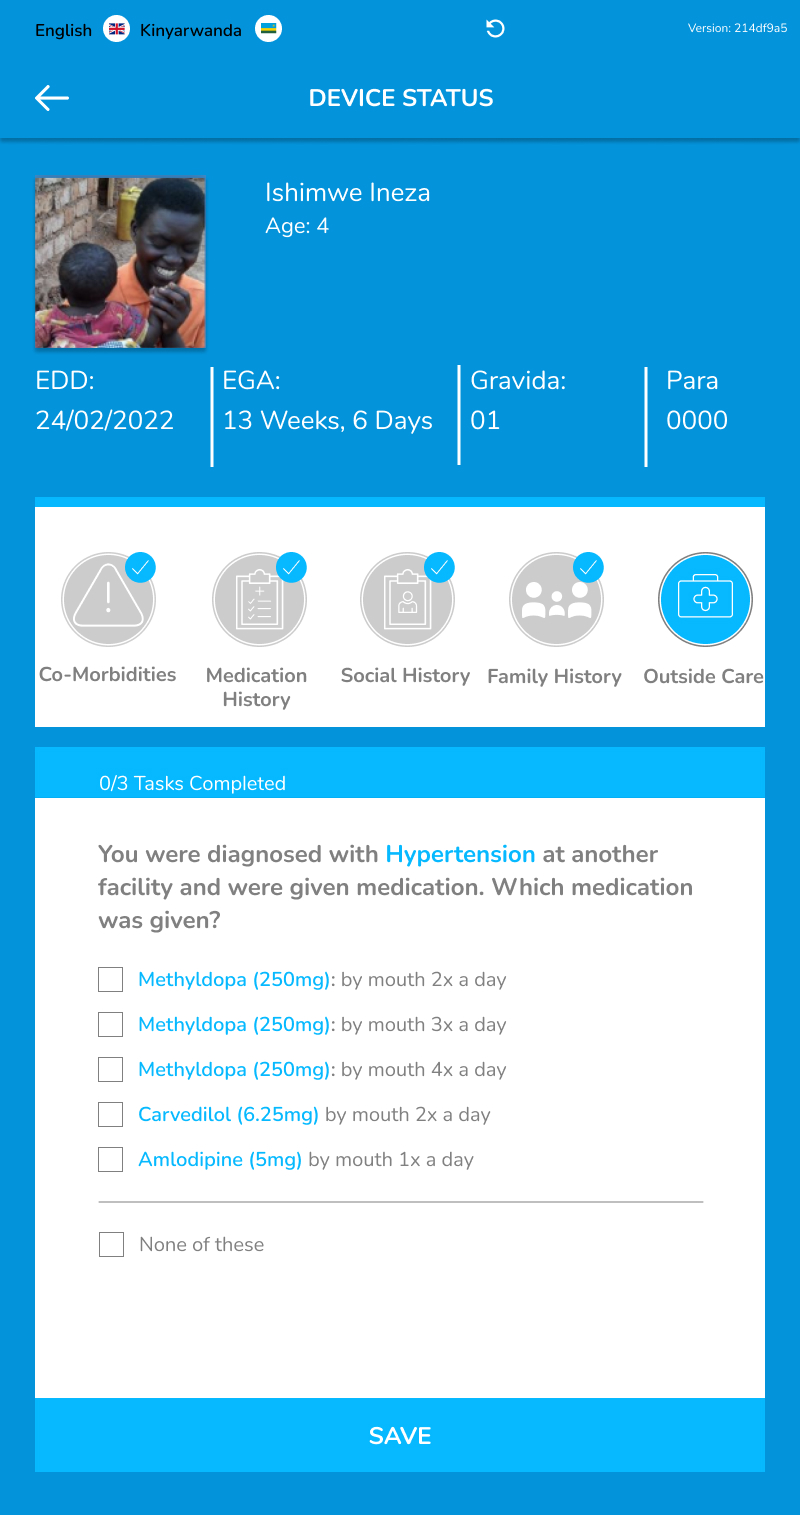 English Kinyarwanda Version: 214df9a5
DEVICE STATUS
Ishimwe Ineza
Age: 4
EDD: EGA: Gravida: Para
24/02/2022 13 Weeks, 6 Days 01 0000
Co-Morbidities Medication History Social History Family History Outside Care
0/3 Tasks Completed
You were diagnosed with Hypertension at another
facility and were given medication. Which medication
was given?
Methyldopa (250mg): by mouth 2x a day
Methyldopa (250mg): by mouth 3x a day
Methyldopa (250mg): by mouth 4x a day
Carvedilol (6.25mg) by mouth 2x a day
Amlodipine (5mg) by mouth 1x a day
None of these
SAVE